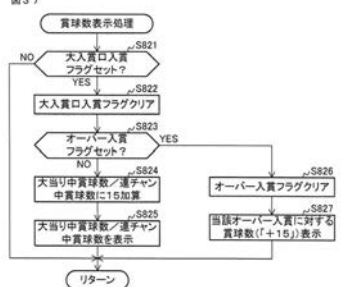 図37
賞球数表示処理
S821
大入賞口入賞
フラグセット?
NO
YES
S822
大入賞口入賞フラグクリア
S823
オーバー入賞
フラグセット?
YES
NO
S824
大当り中賞球数/連チャン
中賞球数に15加算
S825
大当り中賞球数/連チャン
中賞球数を表示
S826
オーバー入賞フラグクリア
S827
当該オーバー入賞に対する
賞球数(「+15」)表示
リターン